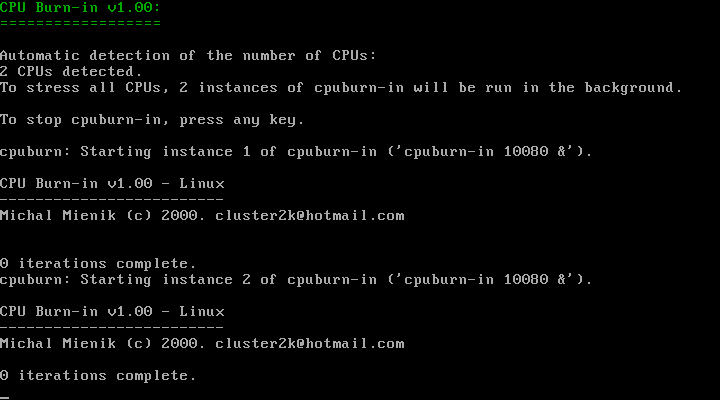 CPU Burn-in v1.00:
==================
Automatic detection of the number of CPUs:
2 CPUs detected.
To stress all CPUs, 2 instances of cpuburn-in will be run in the background.
To stop cpuburn-in, press any key.
cpuburn: Starting instance 1 of cpuburn-in ('cpuburn-in 10080 &').
CPU Burn-in v1.00 - Linux
-------------------------
Michal Mienik (c) 2000. cluster2k@hotmail.com
0 iterations complete.
cpuburn: Starting instance 2 of cpuburn-in ('cpuburn-in 10080 &').
CPU Burn-in v1.00 - Linux
-------------------------
Michal Mienik (c) 2000. cluster2k@hotmail.com
0 iterations complete.
_